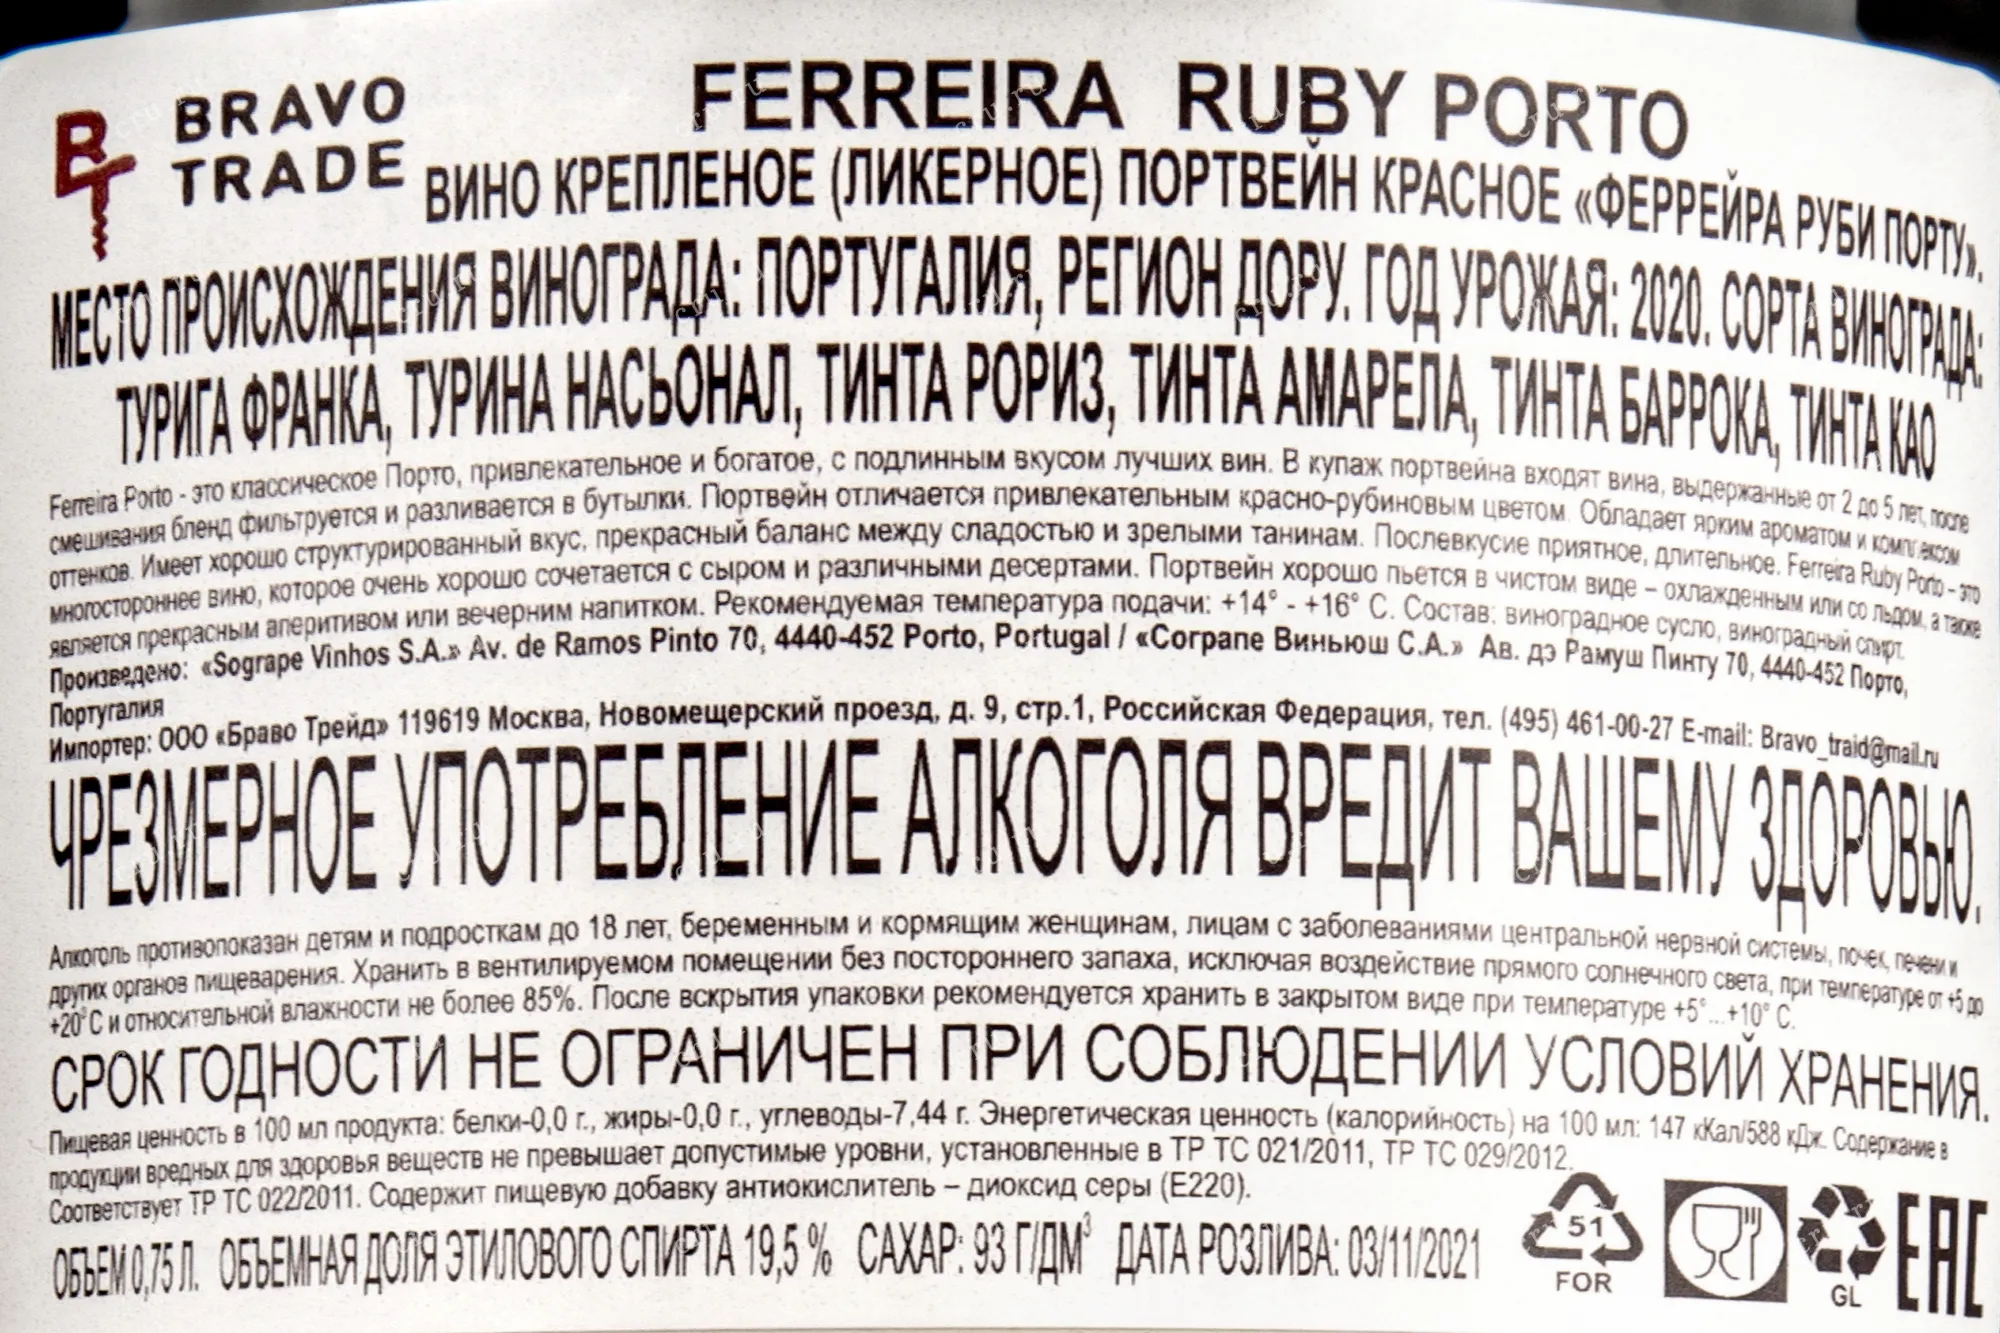 BRAVO
TRADE
FERREIRA RUBY PORTO
ВИНО КРЕПЛЕНОЕ (ЛИКЕРНОЕ) ПОРТВЕЙН КРАСНОЕ «ФЕРРЕЙРА РУБИ ПОРТУ».
МЕСТО ПРОИСХОЖДЕНИЯ ВИНОГРАДА: ПОРТУГАЛИЯ, РЕГИОН ДОРУ. ГОД УРОЖАЯ: 2020. СОРТА ВИНОГРАДА:
ТУРИГА ФРАНКА, ТУРИНА НАСЬОНАЛ, ТИНТА РОРИЗ, ТИНТА АМАРЕЛА, ТИНТА БАРРОКА, ТИНТА КАО
Ferreira Porto - это классическое Порто, привлекательное и богатое, с подлинным вкусом лучших вин. В купаж портвейна входят вина, выдержанные от 2 до 5 лет, после
смешивания бленд фильтруется и разливается в бутылки. Портвейн отличается привлекательным красно-рубиновым цветом. Обладает ярким ароматом и комплексом
оттенков. Имеет хорошо структурированный вкус, прекрасный баланс между сладостью и зрелыми танинам. Послевкусие приятное, длительное. Ferreira Ruby Porto - это
многостороннее вино, которое очень хорошо сочетается с сыром и различными десертами. Портвейн хорошо пьется в чистом виде – охлажденным или со льдом, а также
является прекрасным аперитивом или вечерним напитком. Рекомендуемая температура подачи: +14° - +16° С. Состав: виноградное сусло, виноградный спирт.
Произведено: «Sogrape Vinhos S.A.» Av. de Ramos Pinto 70, 4440-452 Porto, Portugal / «Сограпе Виньюш С.А.» Ав. дэ Рамуш Пинту 70, 4440-452 Порто,
Португалия
Импортер: ООО «Браво Трейд» 119619 Москва, Новомещерский проезд, д. 9, стр.1, Российская Федерация, тел. (495) 461-00-27 E-mail: Bravo_traid@mail.ru
ЧРЕЗМЕРНОЕ УПОТРЕБЛЕНИЕ АЛКОГОЛЯ ВРЕДИТ ВАШЕМУ ЗДОРОВЬЮ.
Алкоголь противопоказан детям и подросткам до 18 лет, беременным и кормящим женщинам, лицам с заболеваниями центральной нервной системы, почек, печени и
других органов пищеварения. Хранить в вентилируемом помещении без постороннего запаха, исключая воздействие прямого солнечного света, при температуре от +5 до
+20° С и относительной влажности не более 85%. После вскрытия упаковки рекомендуется хранить в закрытом виде при температуре +5°...+10° С.
СРОК ГОДНОСТИ НЕ ОГРАНИЧЕН ПРИ СОБЛЮДЕНИИ УСЛОВИЙ ХРАНЕНИЯ.
Пищевая ценность в 100 мл продукта: белки-0,0 г., жиры-0,0 г., углеводы-7,44 г. Энергетическая ценность (калорийность) на 100 мл: 147 кКал/588 кДж. Содержание в
продукции вредных для здоровья веществ не превышает допустимые уровни, установленные в ТР ТС 021/2011, ТР ТС 029/2012.
Соответствует ТР ТС 022/2011. Содержит пищевую добавку антиокислитель – диоксид серы (Е220).
ОБЪЕМ 0,75 Л. ОБЪЕМНАЯ ДОЛЯ ЭТИЛОВОГО СПИРТА 19,5 % САХАР: 93 Г/ДМ³ ДАТА РОЗЛИВА: 03/11/2021
51
FOR
GL
EAC